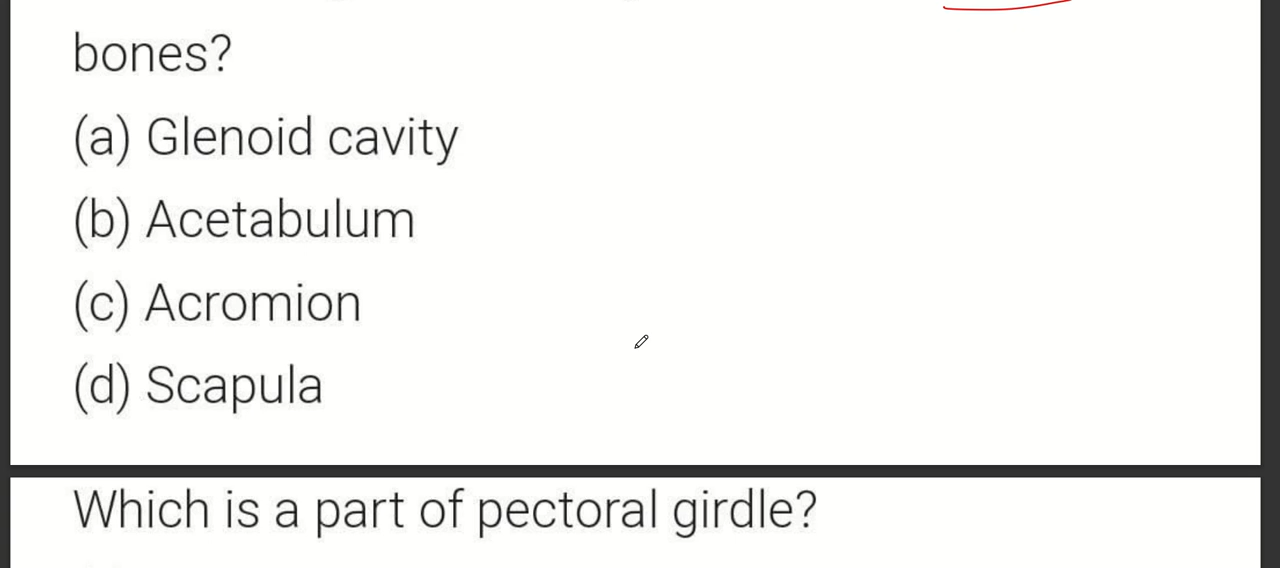 bones?
(a) Glenoid cavity
(b) Acetabulum
(c) Acromion
(d) Scapula
Which is a part of pectoral girdle?